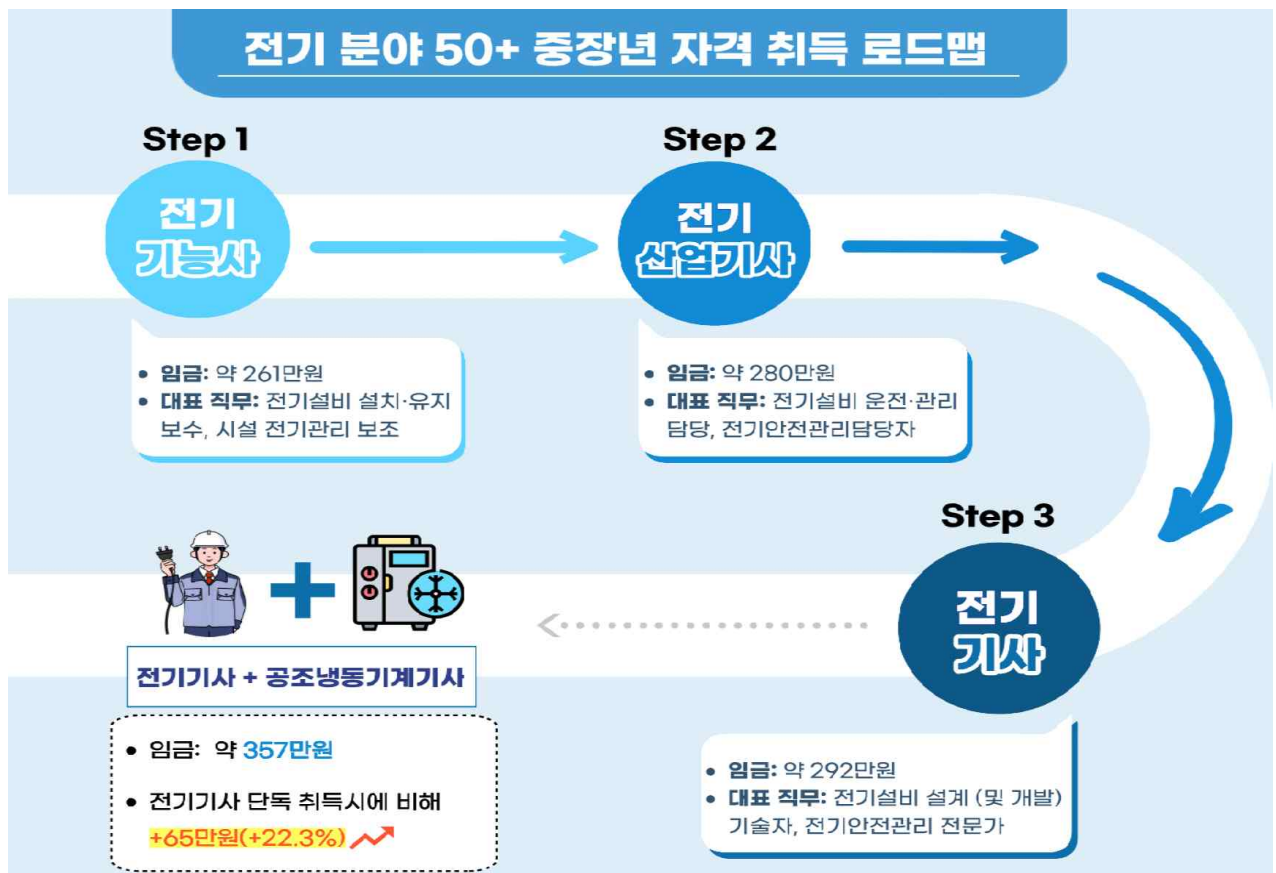 전기 분야 50+ 중장년 자격 취득 로드맵
Step 1
전기
기능사
• 임금: 약 261만원
• 대표 직무: 전기설비 설치·유지
보수, 시설 전기관리 보조
Step 2
전기
산업기사
• 임금: 약 280만원
• 대표 직무: 전기설비 운전·관리
담당, 전기안전관리담당자
Step 3
전기
기사
• 임금: 약 292만원
• 대표 직무: 전기설비 설계 (및 개발)
기술자, 전기안전관리 전문가
전기기사 + 공조냉동기계기사
• 임금: 약 357만원
• 전기기사 단독 취득시에 비해
+65만원(+22.3%)